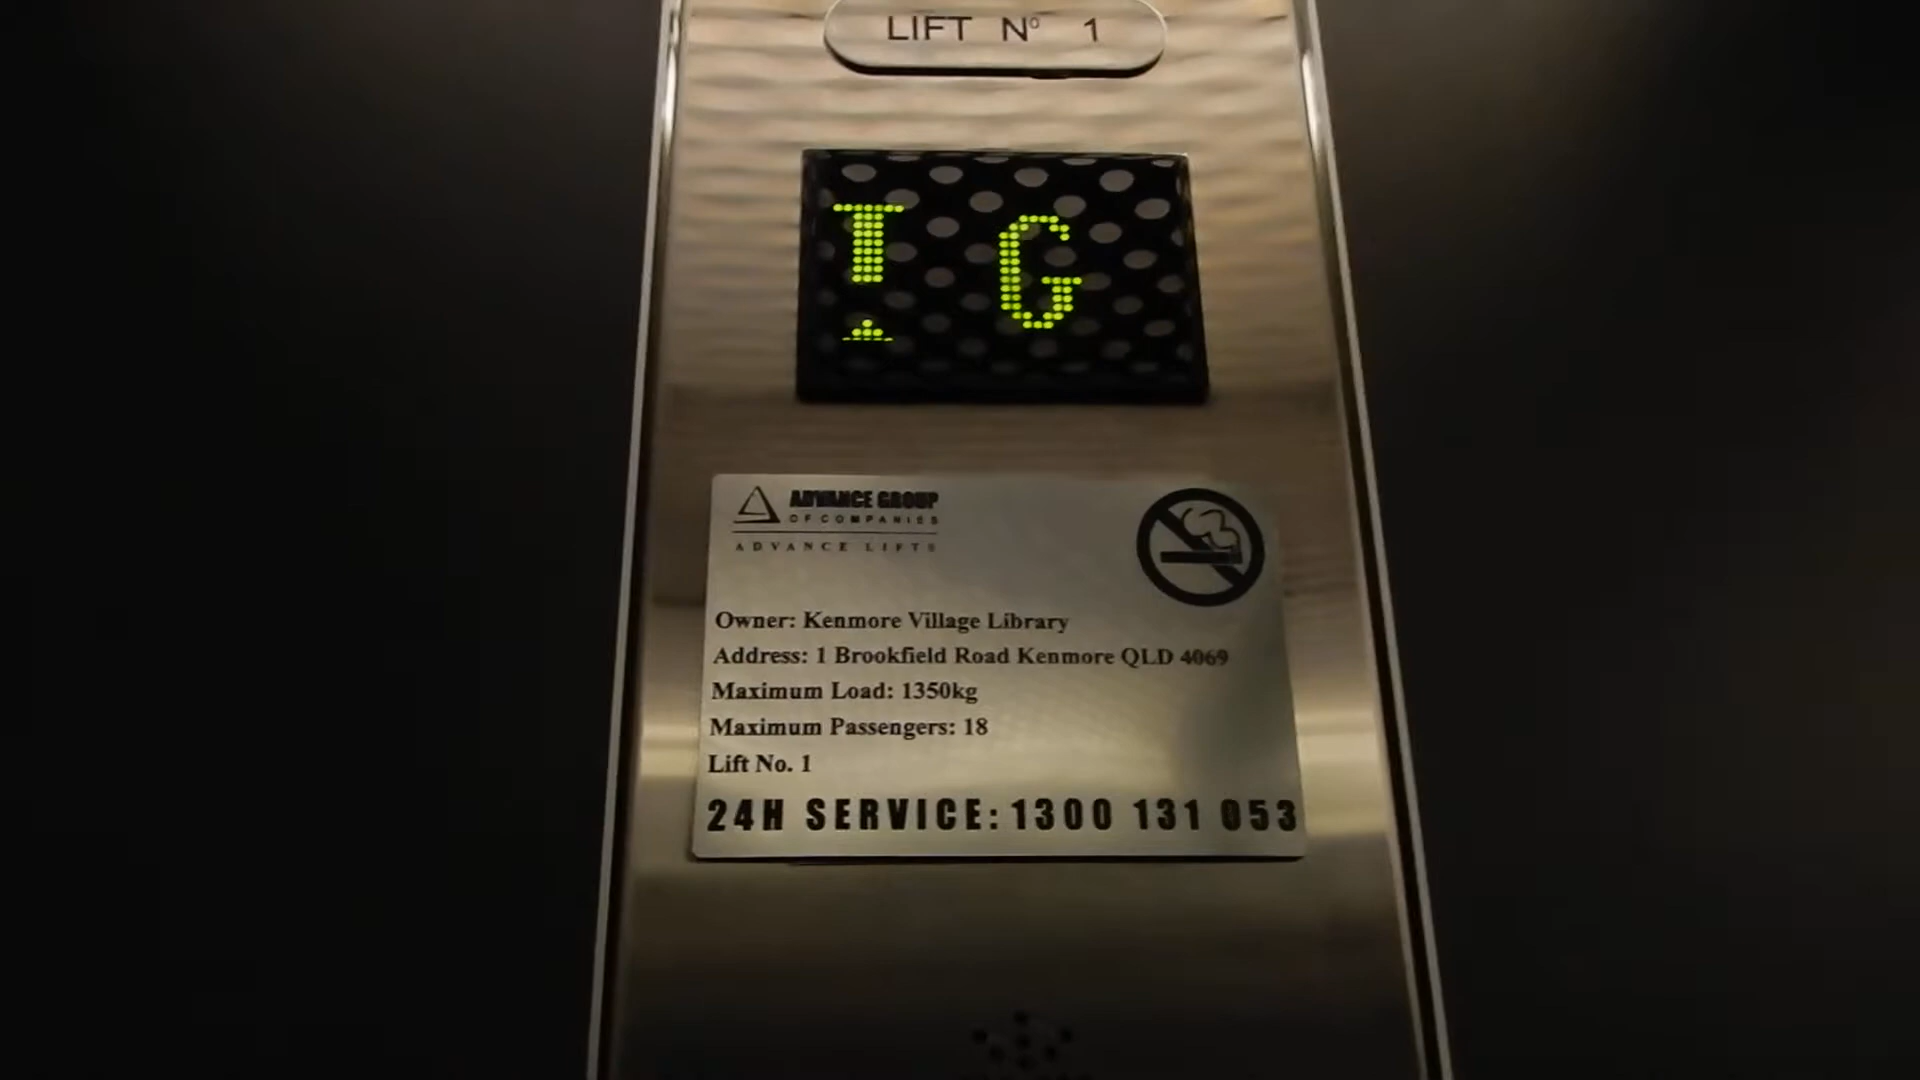 LIFT Nº 1
G
ADVANCE GROUP
OF COMPANIES
ADVANCE LIFTS
Owner: Kenmore Village Library
Address: 1 Brookfield Road Kenmore QLD 4069
Maximum Load: 1350kg
Maximum Passengers: 18
Lift No. 1
24H SERVICE: 1300 131 053